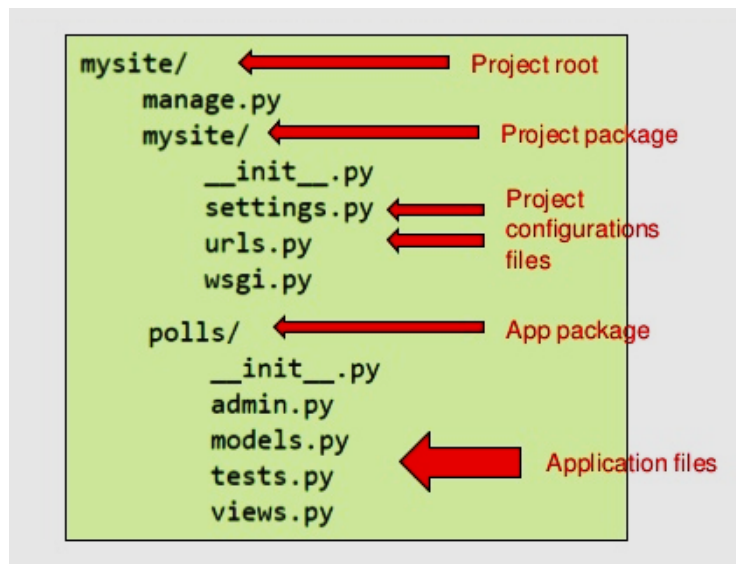 mysite/ Project root
manage.py
mysite/ Project package
__init__.py
settings.py Project
urls.py configurations
files
wsgi.py
polls/ App package
__init__.py
admin.py
models.py
tests.py Application files
views.py